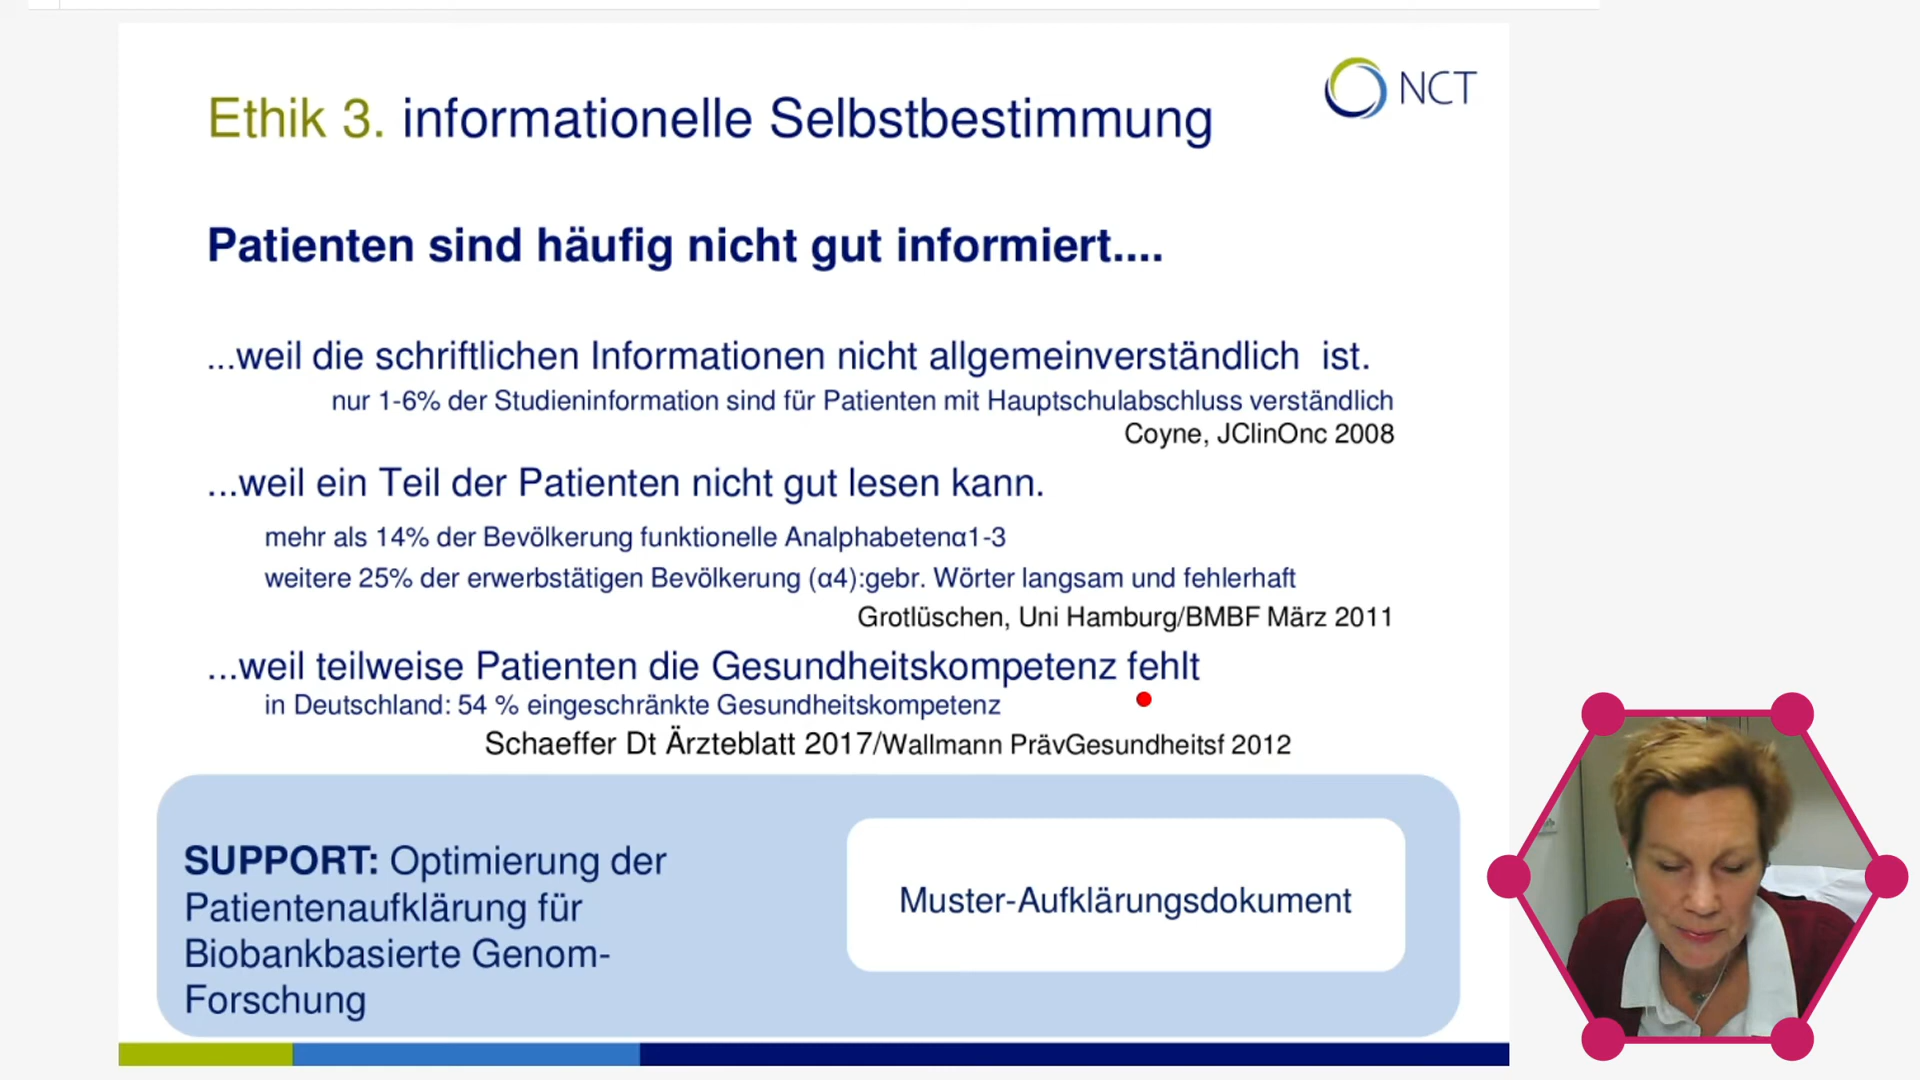 NCT
Ethik 3. informationelle Selbstbestimmung
Patienten sind häufig nicht gut informiert....
...weil die schriftlichen Informationen nicht allgemeinverständlich ist.
nur 1-6% der Studieninformation sind für Patienten mit Hauptschulabschluss verständlich
Coyne, JClinOnc 2008
...weil ein Teil der Patienten nicht gut lesen kann.
mehr als 14% der Bevölkerung funktionelle Analphabetenα1-3
weitere 25% der erwerbstätigen Bevölkerung (α4):gebr. Wörter langsam und fehlerhaft
Grotlüschen, Uni Hamburg/BMBF März 2011
...weil teilweise Patienten die Gesundheitskompetenz fehlt
in Deutschland: 54 % eingeschränkte Gesundheitskompetenz
Schaeffer Dt Ärzteblatt 2017/Wallmann PrävGesundheitsf 2012
SUPPORT: Optimierung der
Patientenaufklärung für
Biobankbasierte Genom-
Forschung
Muster-Aufklärungsdokument